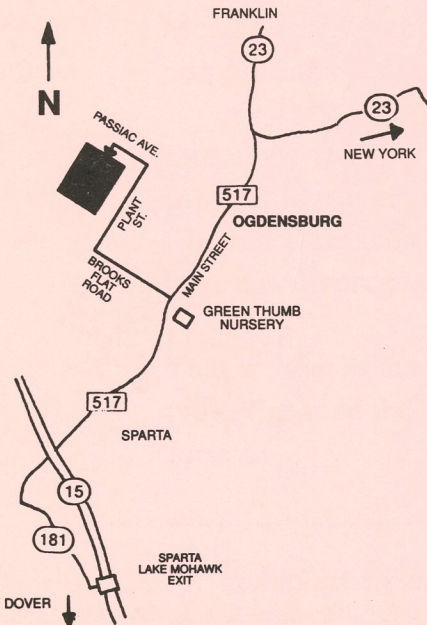 FRANKLIN
23
N
23
NEW YORK
PASSIAC AVE.
517
OGDENSBURG
PLANT
ST.
MAIN STREET
BROOKS
FLAT
ROAD
GREEN THUMB
NURSERY
517
SPARTA
15
181
SPARTA
LAKE MOHAWK
EXIT
DOVER